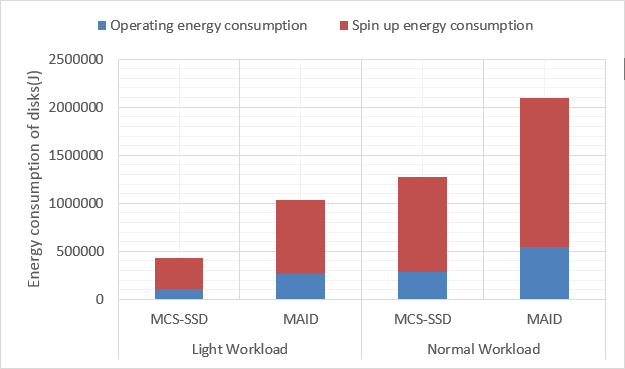 Operating energy consumption Spin up energy consumption
Energy consumption of disks(J)
2500000
2000000
1500000
1000000
500000
0
MCS-SSD MAID MCS-SSD MAID
Light Workload Normal Workload